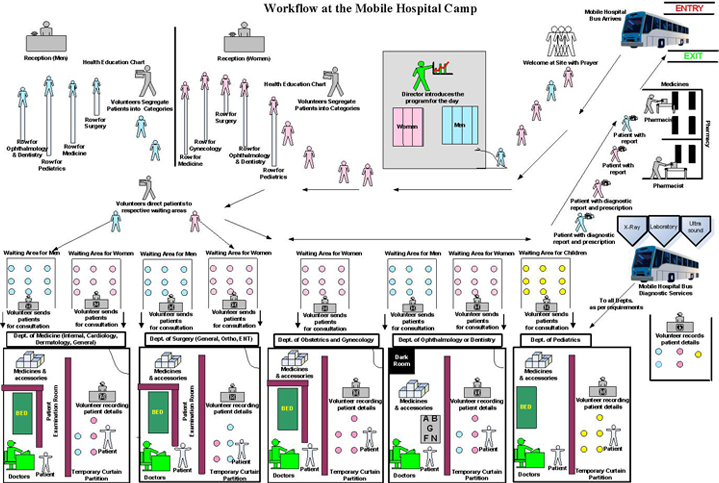 Workflow at the Mobile Hospital Camp
Mobile Hospital
Bus Arrives
ENTRY
EXIT
Reception (Men)
Health Education Chart
Volunteers Segregate
Patients into Categories
Row for
Surgery
Row for
Medicine
Row for
Ophthalmology
& Dentistry
Row for
Pediatrics
Reception (Women)
Health Education Chart
Volunteers Segregate
Patients into Categories
Row for
Surgery
Row for
Gynecology
Row for
Medicine
Row for
Ophthalmology
& Dentistry
Row for
Pediatrics
Director introduces the
program for the day
Women
Men
Welcome at Site with Prayer
Medicines
Pharmacist
Pharmacy
Pharmacist
Patient with
report
Patient with
report
Patient with diagnostic
report and prescription
Patient with diagnostic
report and prescription
X-Ray
Laboratory
Ultra
sound
Mobile Hospital Bus
Diagnostic Services
To all Depts.
as per requirements
Volunteer records
patient details
Volunteers direct patients to
respective waiting areas
Waiting Area for Men
Waiting Area for Women
Waiting Area for Men
Waiting Area for Women
Waiting Area for Women
Waiting Area for Men
Waiting Area for Women
Waiting Area for Children
Volunteer sends
patients
for consultation
Volunteer sends
patients
for consultation
Volunteer sends
patients
for consultation
Volunteer sends
patients
for consultation
Volunteer sends
patients
for consultation
Volunteer sends
patients
for consultation
Volunteer sends
patients
for consultation
Volunteer sends
patients
for consultation
Dept. of Medicine (Internal, Cardiology,
Dermatology, General)
Medicines &
accessories
BED
Patient
Examination Room
Volunteer recording
patient details
Patient
Patient
Doctors
Temporary Curtain
Partition
Dept. of Surgery (General, Ortho, ENT)
Medicines &
accessories
BED
Patient
Examination Room
Volunteer recording
patient details
Patient
Patient
Doctors
Temporary Curtain
Partition
Dept. of Obstetrics and Gynecology
Medicines &
accessories
BED
Volunteer recording
patient details
Patient
Patient
Doctors
Temporary Curtain
Partition
Dept. of Ophthalmology or Dentistry
Dark
Room
Medicines &
accessories
A B
G
F N
Volunteer recording
patient details
Patient
Patient
Doctors
Temporary Curtain
Partition
Dept. of Pediatrics
Medicines &
accessories
BED
Volunteer recording
patient details
Patient
Patient
Doctors
Temporary Curtain
Partition